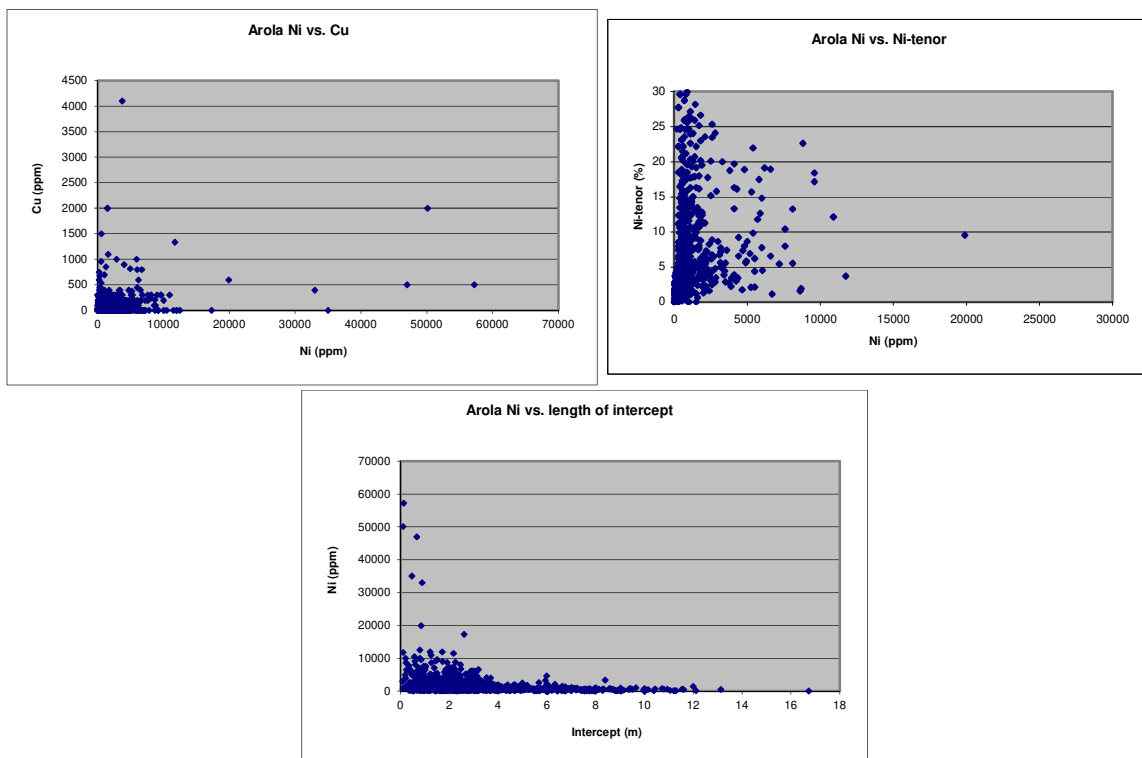 Arola Ni vs. Cu
Cu (ppm)
4500
4000
3500
3000
2500
2000
1500
1000
500
0
0 10000 20000 30000 40000 50000 60000 70000
Ni (ppm)
Arola Ni vs. Ni-tenor
Ni-tenor (%)
30
25
20
15
10
5
0
0 5000 10000 15000 20000 25000 30000
Ni (ppm)
Arola Ni vs. length of intercept
Ni (ppm)
70000
60000
50000
40000
30000
20000
10000
0
0 2 4 6 8 10 12 14 16 18
Intercept (m)